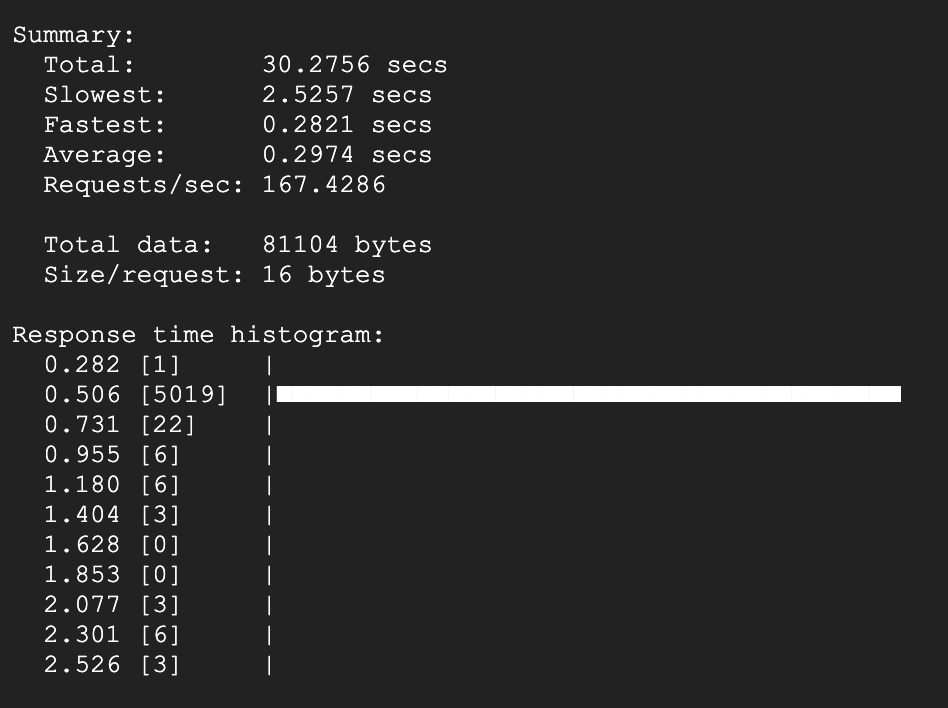 Summary:
  Total:        30.2756 secs
  Slowest:      2.5257 secs
  Fastest:      0.2821 secs
  Average:      0.2974 secs
  Requests/sec: 167.4286
  Total data:   81104 bytes
  Size/request: 16 bytes
Response time histogram:
  0.282 [1]     |
  0.506 [5019]  |
  0.731 [22]    |
  0.955 [6]     |
  1.180 [6]     |
  1.404 [3]     |
  1.628 [0]     |
  1.853 [0]     |
  2.077 [3]     |
  2.301 [6]     |
  2.526 [3]     |